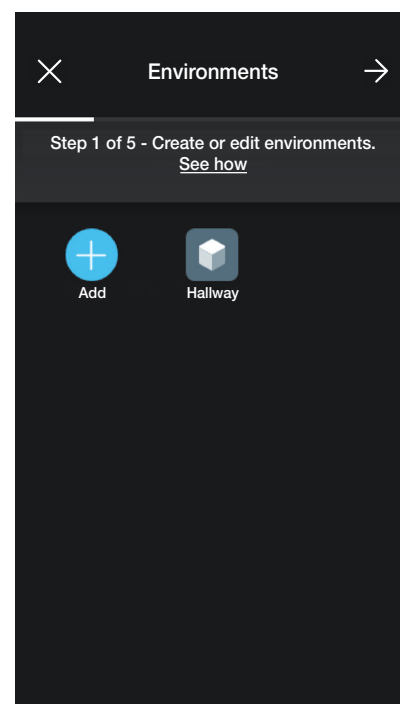 Environments
Step 1 of 5 - Create or edit environments.
See how
Add
Hallway